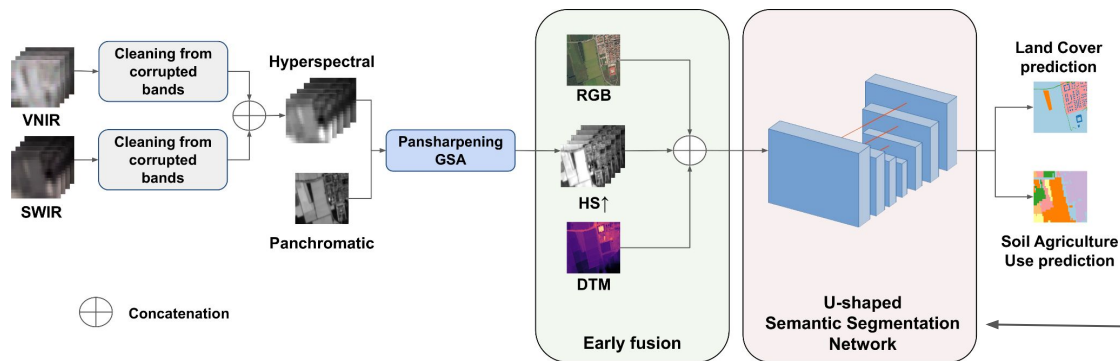 Cleaning from
corrupted
bands
VNIR
Cleaning from
corrupted
bands
SWIR
Hyperspectral
Panchromatic
Pansharpening
GSA
RGB
HS↑
DTM
Early fusion
U-shaped
Semantic Segmentation
Network
Land Cover
prediction
Soil Agriculture
Use prediction
Concatenation